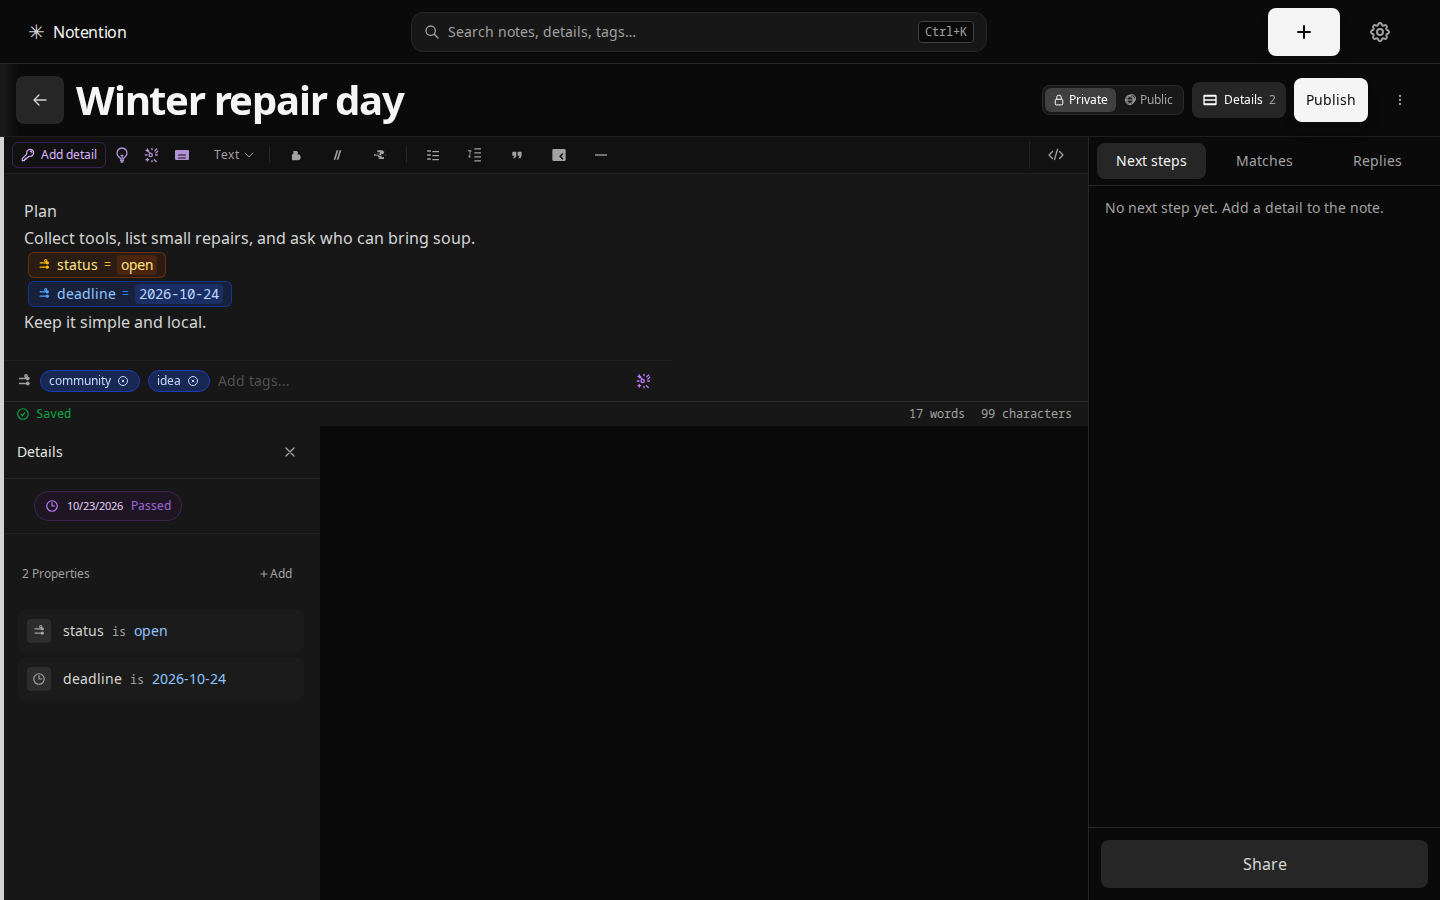 Notention
Search notes, details, tags... Ctrl+K
Winter repair day
Private Public Details 2 Publish
Add detail Text
Next steps Matches Replies
No next step yet. Add a detail to the note.
Plan
Collect tools, list small repairs, and ask who can bring soup.
status = open
deadline = 2026-10-24
Keep it simple and local.
community idea Add tags...
Saved 17 words 99 characters
Details
10/23/2026 Passed
2 Properties + Add
status is open
deadline is 2026-10-24
Share